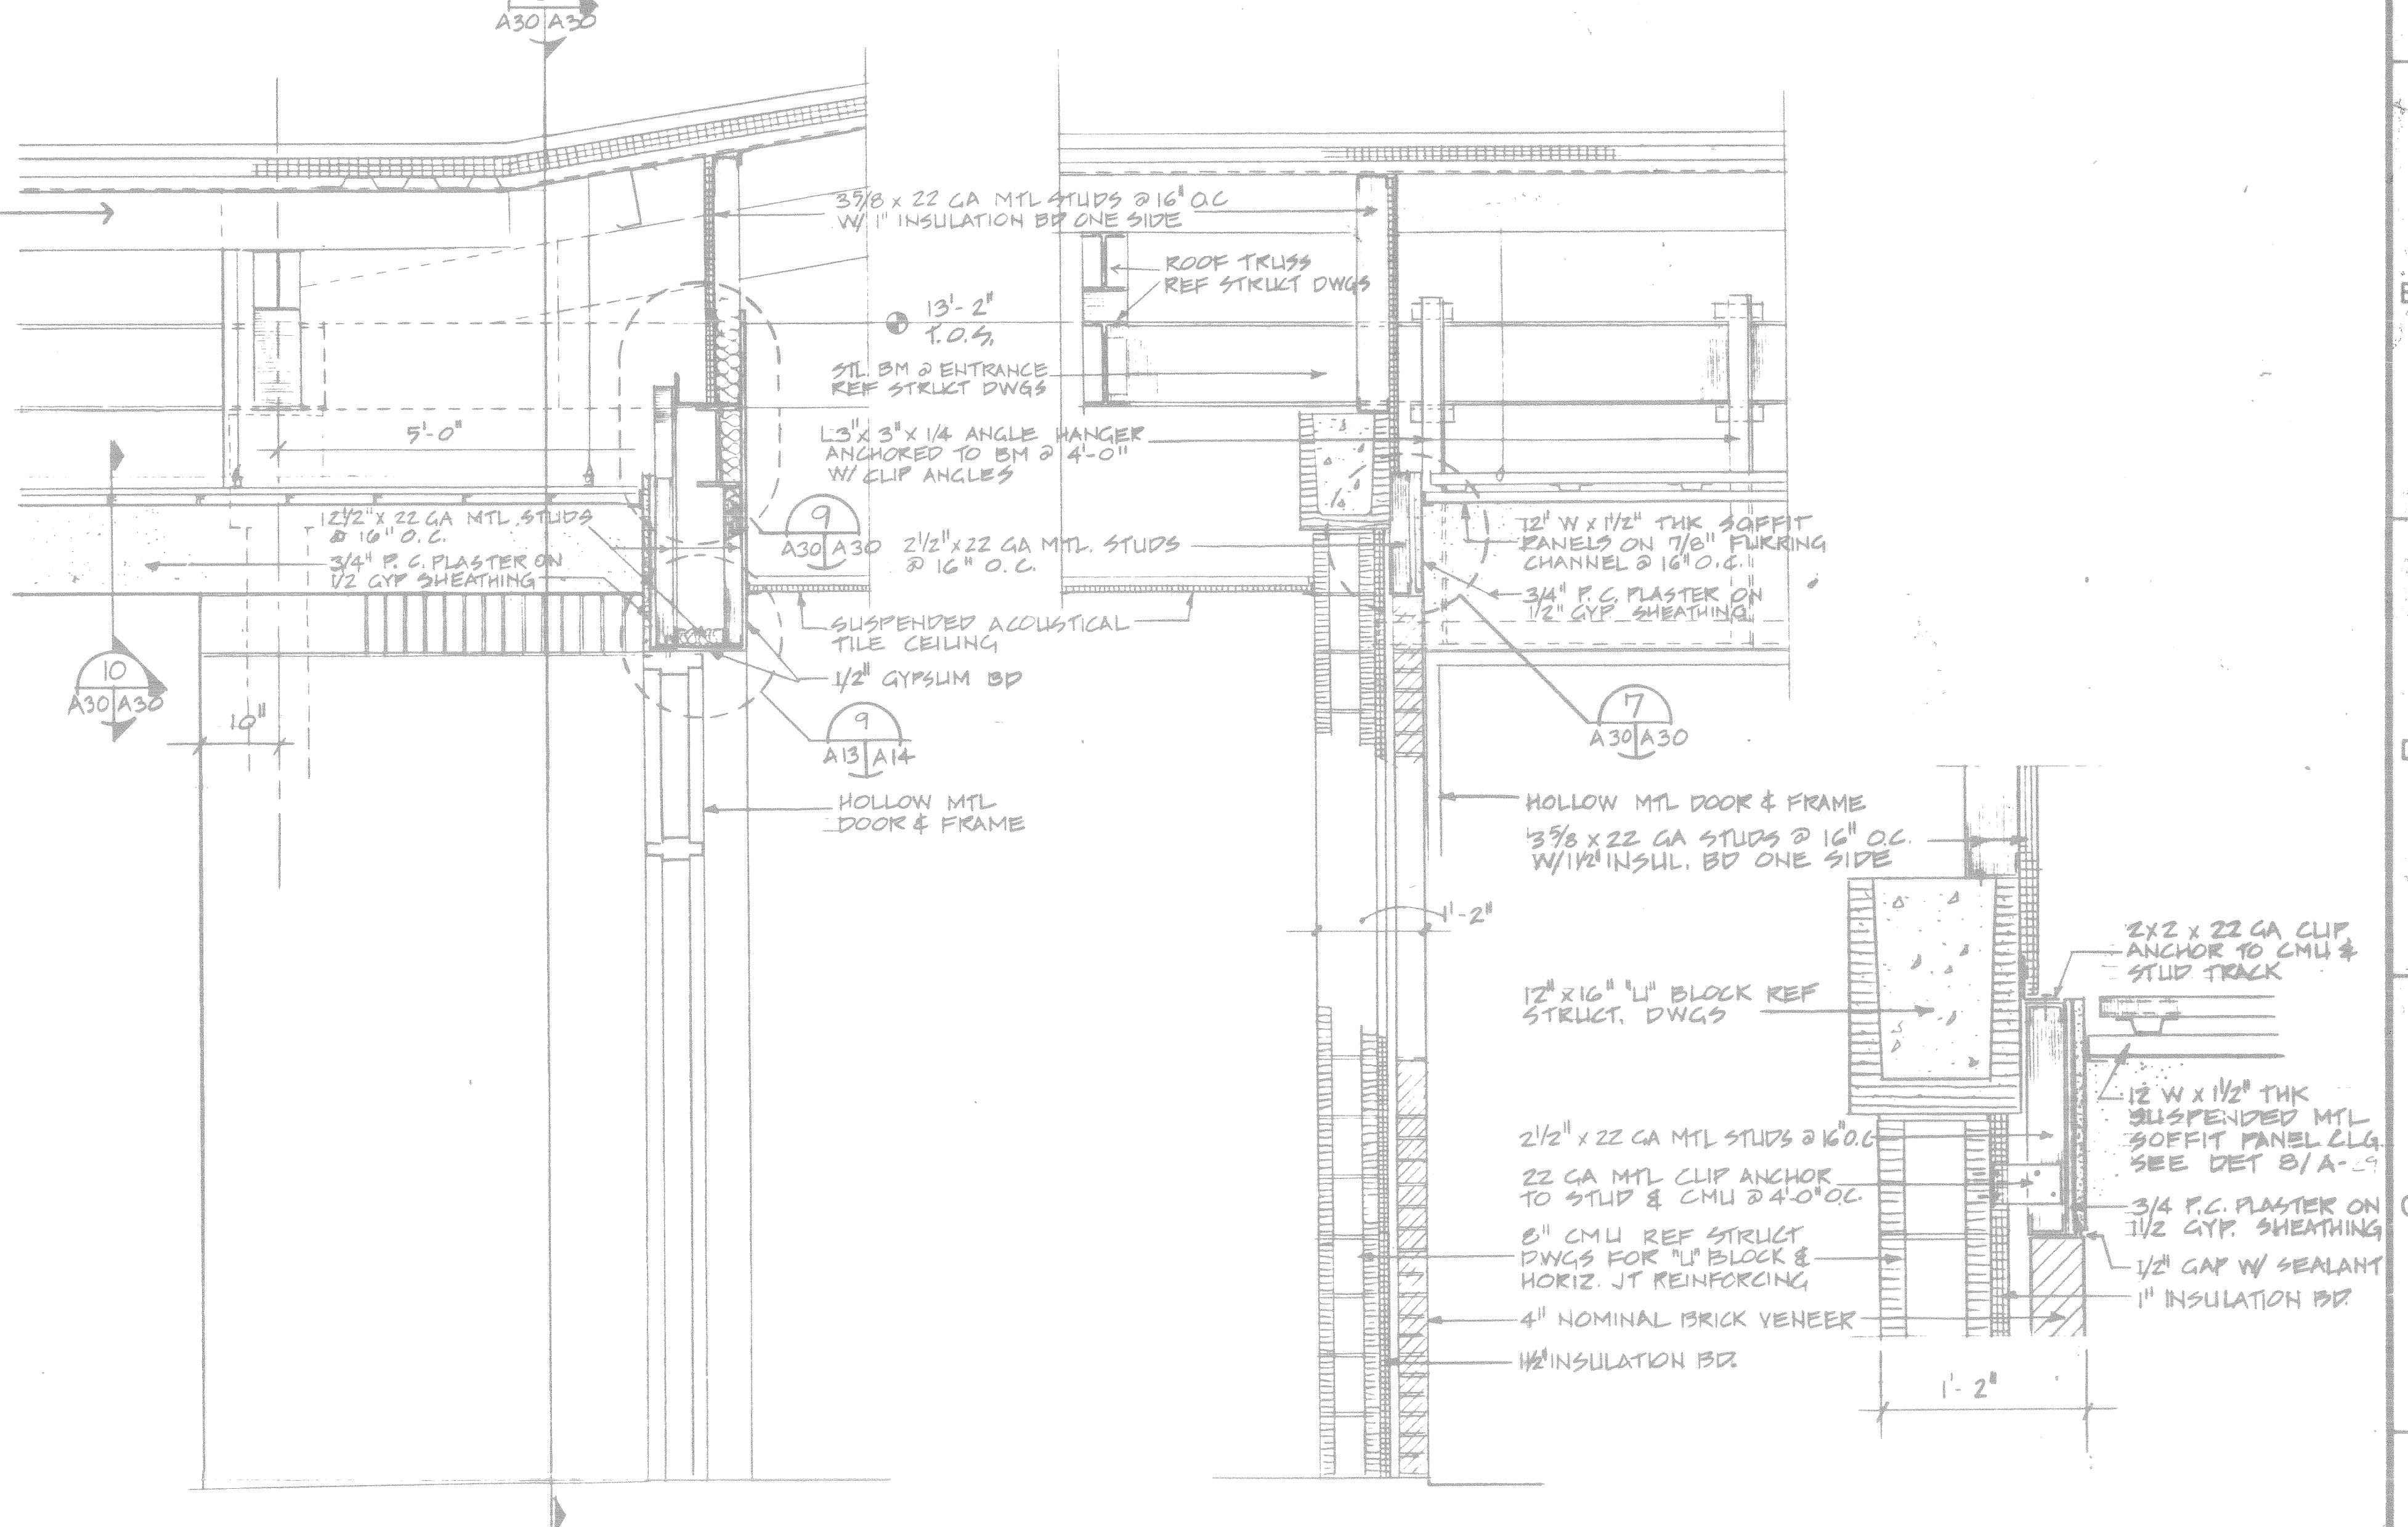 A30 A30
3 5/8 x 22 GA MTL STUDS @ 16" O.C
W/ 1" INSULATION BD ONE SIDE
ROOF TRUSS
REF STRUCT DWGS
13'-2"
T.O.S.
STL. BM @ ENTRANCE
REF STRUCT DWGS
5'-0"
L3"x 3"x 1/4 ANGLE HANGER
ANCHORED TO BM @ 4'-0"
W/ CLIP ANGLES
2 1/2" x 22 GA MTL STUDS
@ 16" O.C.
3/4" P.C. PLASTER ON
1/2 GYP SHEATHING
9
A30 A30
2 1/2" x 22 GA MTL. STUDS
@ 16" O.C.
12" W x 1 1/2" THK SOFFIT
PANELS ON 7/8" FURRING
CHANNEL @ 16" O.C.
3/4" P.C. PLASTER ON
1/2" GYP. SHEATHING
SUSPENDED ACOUSTICAL
TILE CEILING
1/2" GYPSUM BD
10
A30 A30
10"
9
A13 A14
7
A30 A30
HOLLOW MTL
DOOR & FRAME
HOLLOW MTL DOOR & FRAME
3 5/8 x 22 GA STUDS @ 16" O.C.
W/ 1 1/2" INSUL. BD ONE SIDE
1'-2"
2x2 x 22 GA CLIP
ANCHOR TO CMU &
STUD TRACK
12" x 16" "U" BLOCK REF
STRUCT. DWGS
12 W x 1 1/2" THK
SUSPENDED MTL
SOFFIT PANEL CLG
SEE DET 8/A-29
2 1/2" x 22 GA MTL STUDS @ 16" O.C
22 GA MTL CLIP ANCHOR
TO STUD & CMU @ 4'-0" O.C.
3/4 P.C. PLASTER ON
1 1/2 GYP. SHEATHING
8" CMU REF STRUCT
DWGS FOR "U" BLOCK &
HORIZ. JT REINFORCING
1/2" GAP W/ SEALANT
1" INSULATION BD.
4" NOMINAL BRICK VENEER
1 1/2" INSULATION BD.
1'-2"